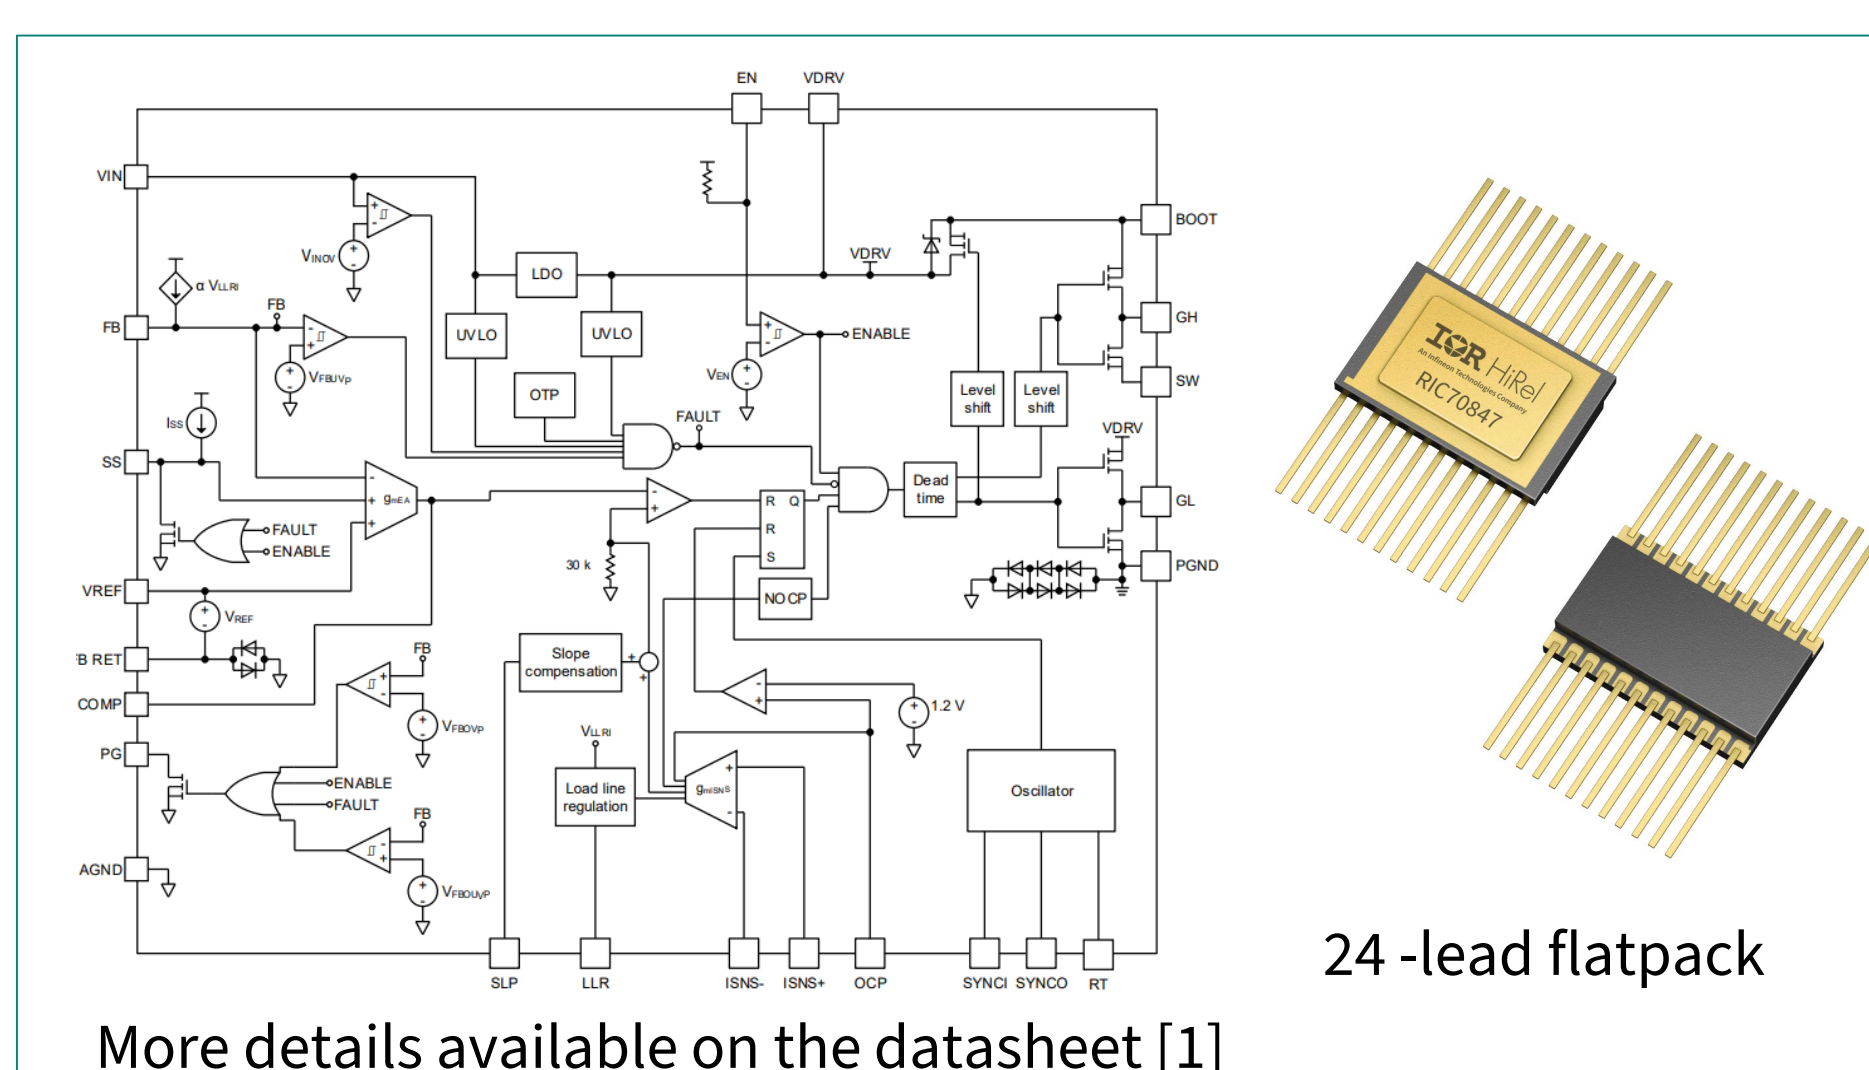 EN VDRV
VIN
BOOT
VINOV
LDO
VDRV
α VLLRI
FB
FB
UVLO
UVLO
ENABLE
GH
VFBUVP
VEN
SW
OTP
Level shift
Level shift
ISS
FAULT
VDRV
SS
gmEA
R Q
R
S
Dead time
GL
FAULT
ENABLE
30 k
NOCP
PGND
VREF
VREF
B RET
Slope compensation
FB
COMP
VFBOVP
1.2 V
PG
VLLRI
ENABLE
FAULT
Load line regulation
gmISNS
Oscillator
FB
AGND
VFBOUVP
SLP LLR ISNS- ISNS+ OCP SYNCI SYNCO RT
IOR HiRel
An Infineon Technologies Company
RIC70847
24 -lead flatpack
More details available on the datasheet [1]